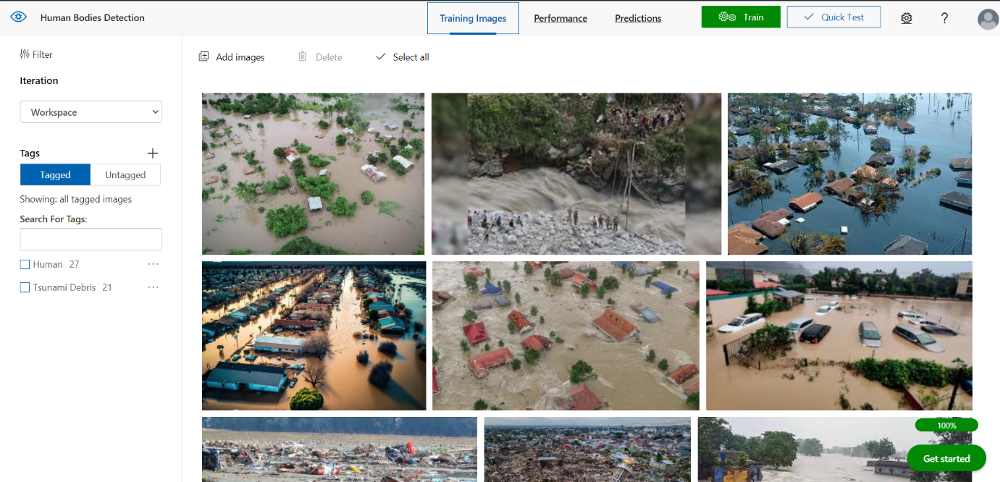 Human Bodies Detection
Training Images
Performance
Predictions
Train
Quick Test
?
Filter
Iteration
Workspace
Tags
Tagged
Untagged
Showing: all tagged images
Search For Tags:
Human 27
Tsunami Debris 21
Add images
Delete
Select all
100%
Get started